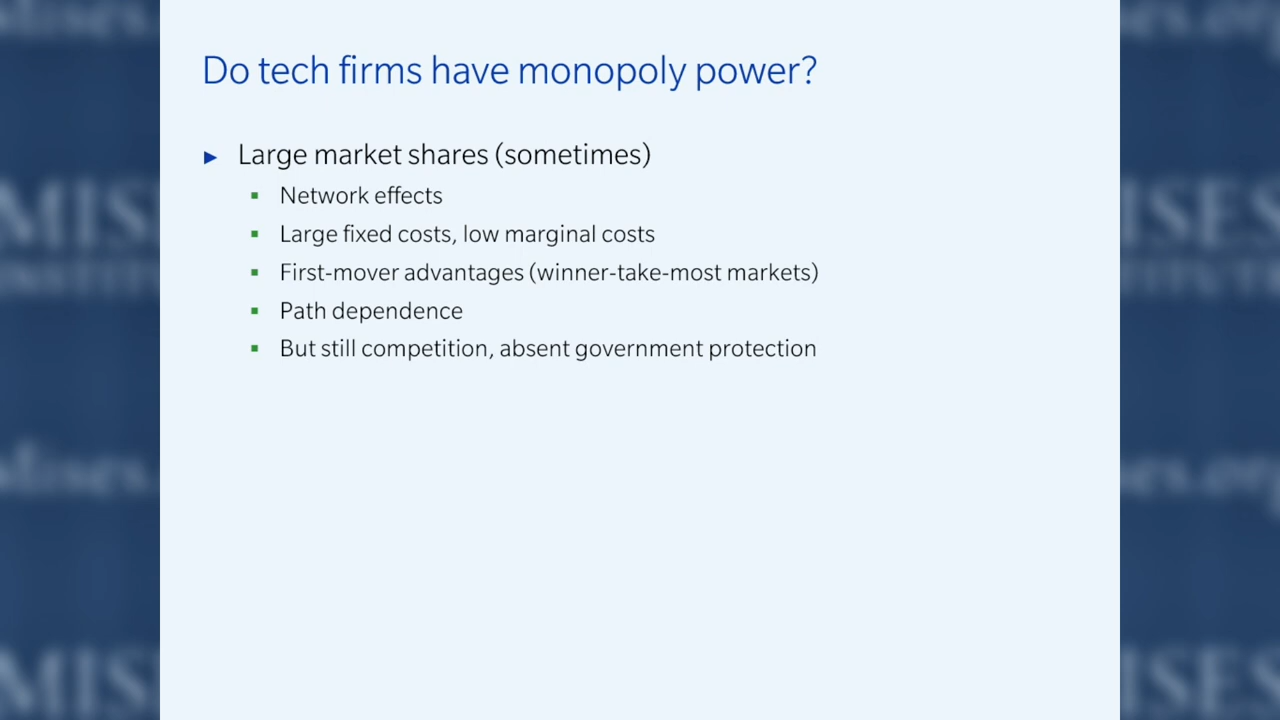 Do tech firms have monopoly power?
► Large market shares (sometimes)
▪ Network effects
▪ Large fixed costs, low marginal costs
▪ First-mover advantages (winner-take-most markets)
▪ Path dependence
▪ But still competition, absent government protection